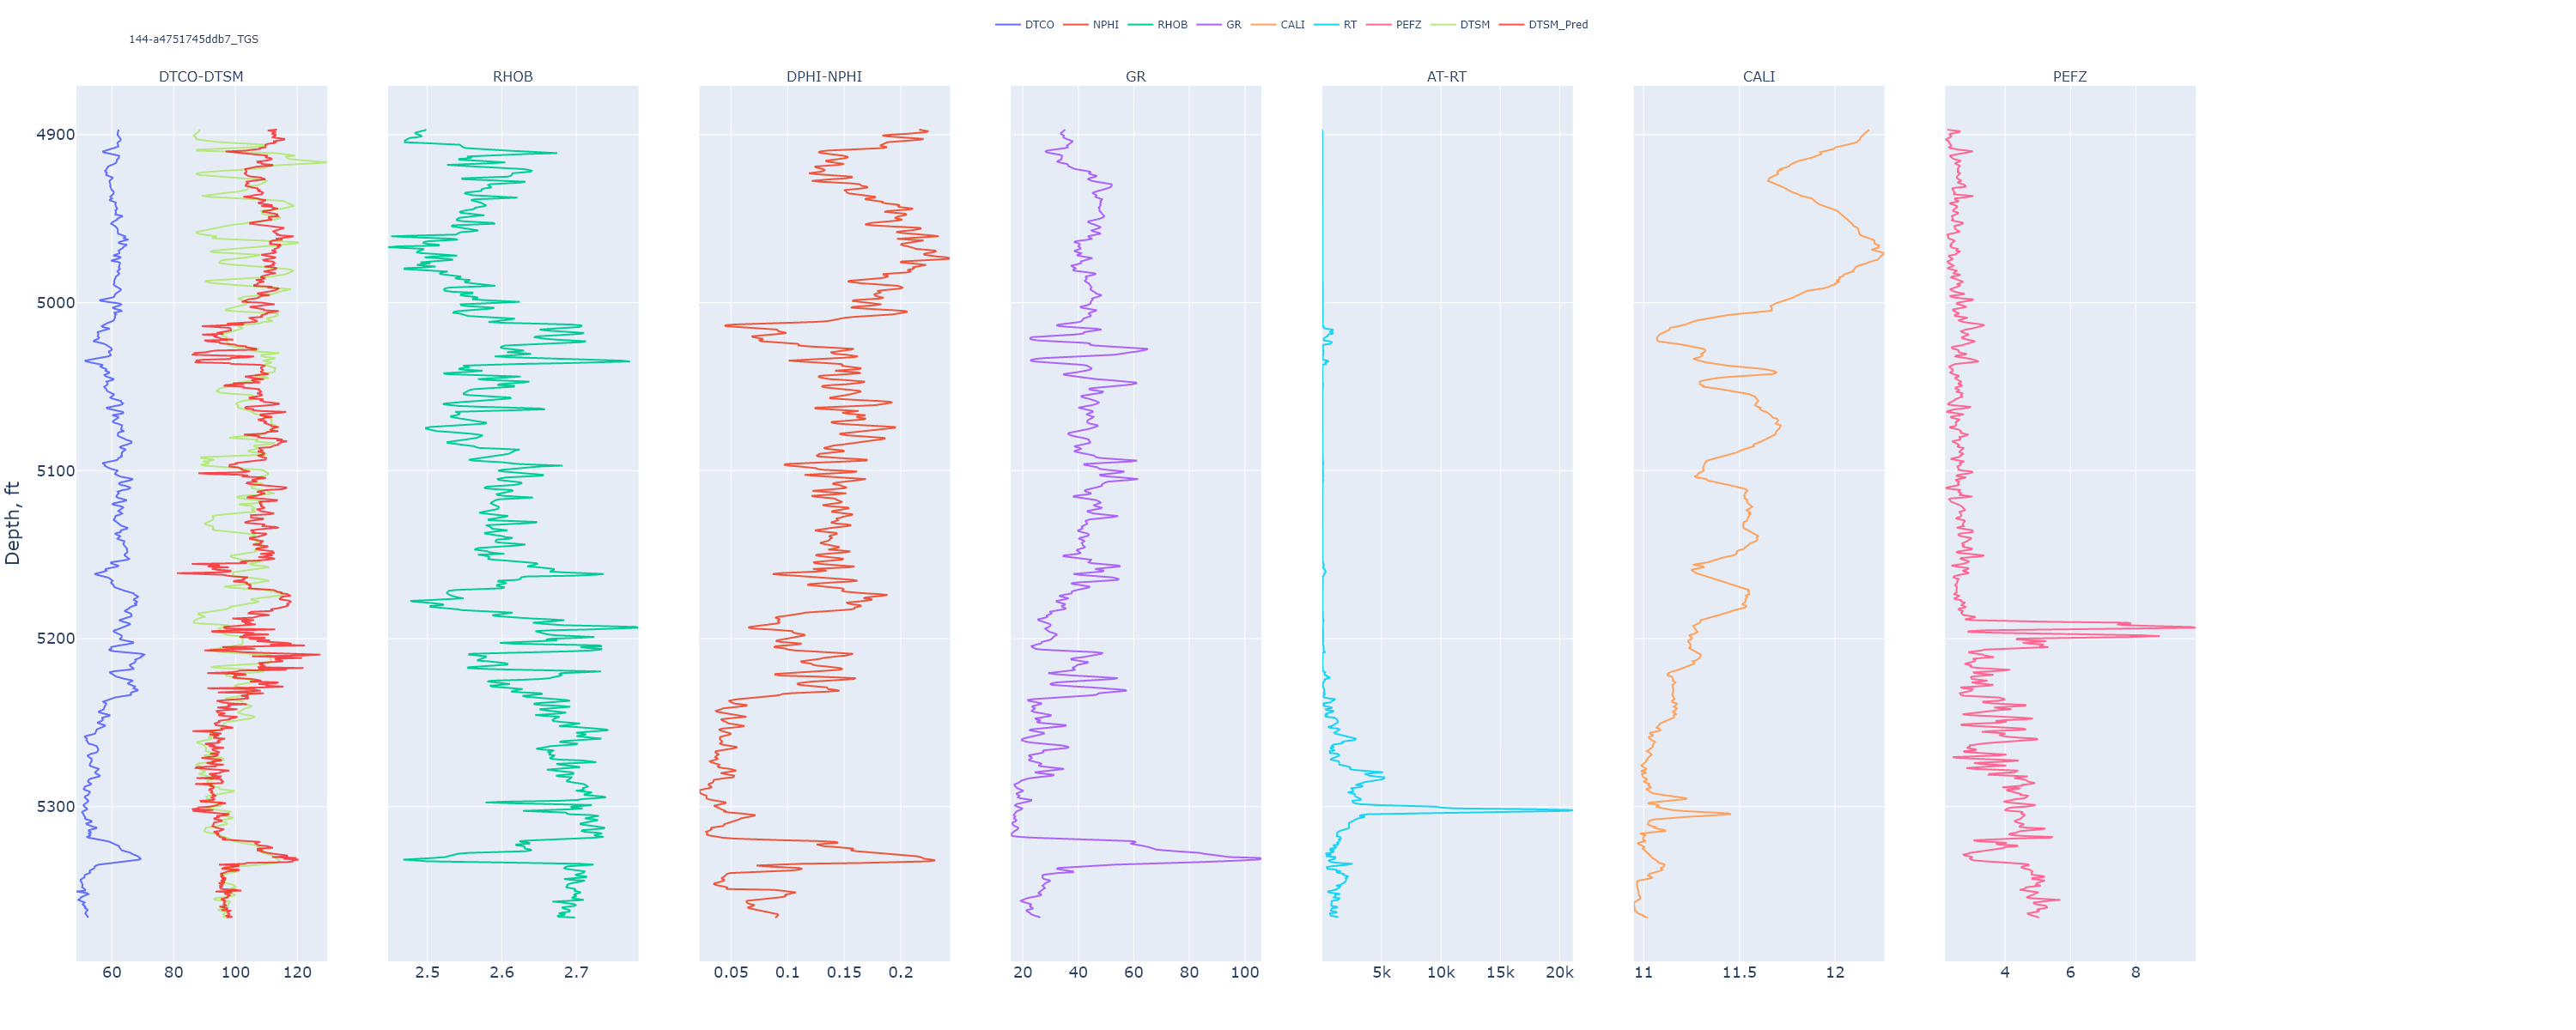 DTCO NPHI RHOB GR CALI RT PEFZ DTSM DTSM_Pred
144-a4751745ddb7_TGS
DTCO-DTSM RHOB DPHI-NPHI GR AT-RT CALI PEFZ
Depth, ft
4900
5000
5100
5200
5300
60 80 100 120 2.5 2.6 2.7 0.05 0.1 0.15 0.2 20 40 60 80 100 5k 10k 15k 20k 11 11.5 12 4 6 8